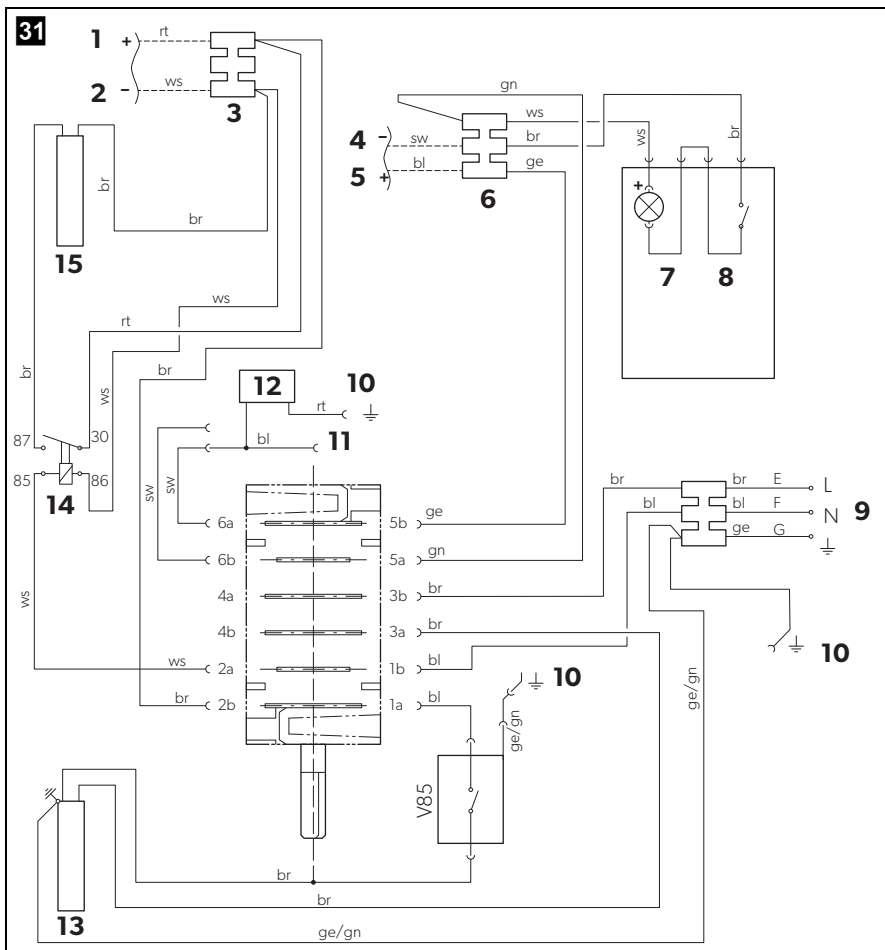 31
1 + rt
2 − ws
3
gn
4 − sw
5 bl +
6
ws
br
ge
ws
br
+
7
8
br
br
15
ws
rt
br
br
ws
12
10
rt
bl
11
87
30
85
86
14
sw
sw
6a
5b
ge
6b
5a
gn
4a
3b
br
4b
3a
br
ws
2a
1b
bl
br
2b
1a
bl
ws
br
br E L
bl
bl F N
9
ge G
10
10
ge/gn
ge/gn
V85
br
br
13
ge/gn